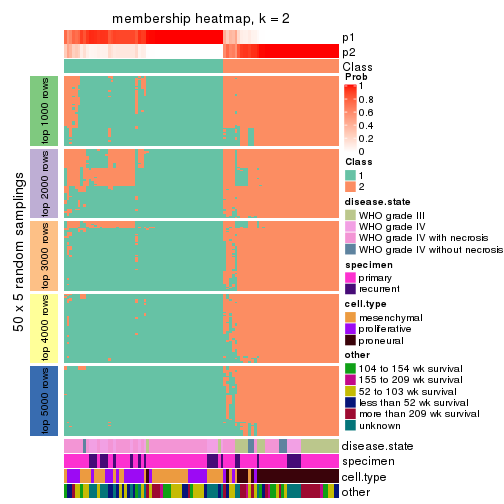 membership heatmap, k = 2
p1
p2
Class
50 x 5 random samplings
top 1000 rows
top 2000 rows
top 3000 rows
top 4000 rows
top 5000 rows
Prob
1
0.8
0.6
0.4
0.2
0
Class
1
2
disease.state
WHO grade III
WHO grade IV
WHO grade IV with necrosis
WHO grade IV without necrosis
specimen
primary
recurrent
cell.type
mesenchymal
proliferative
proneural
other
104 to 154 wk survival
155 to 209 wk survival
52 to 103 wk survival
less than 52 wk survival
more than 209 wk survival
unknown
disease.state
specimen
cell.type
other